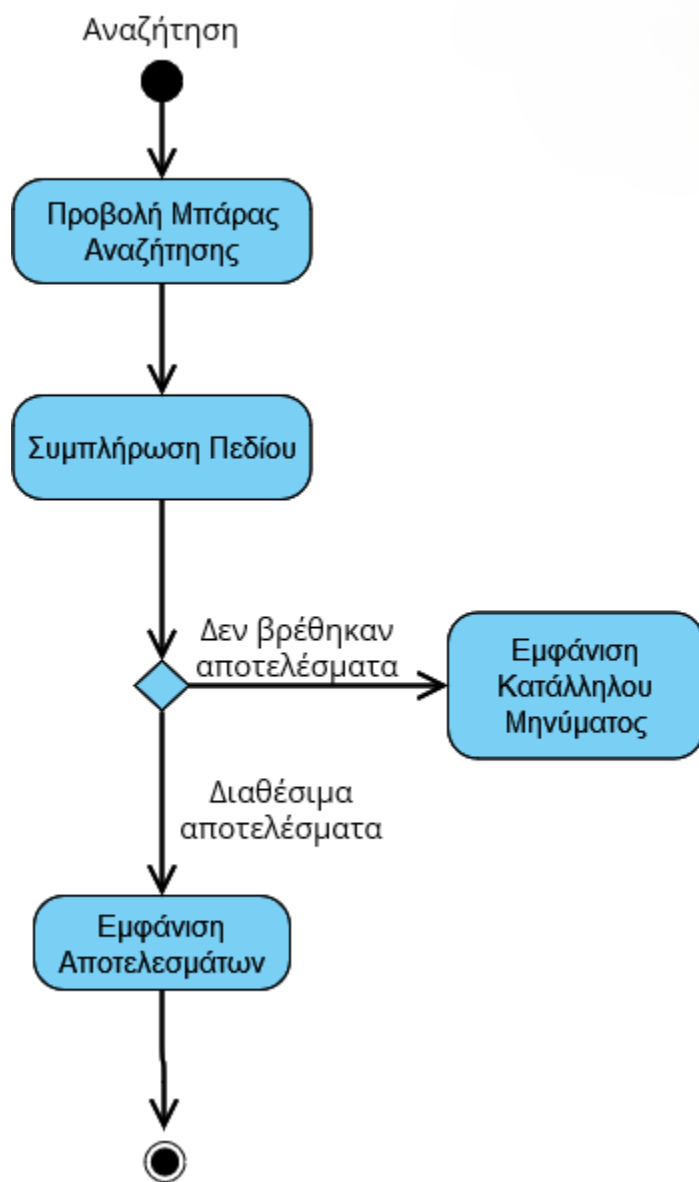 Αναζήτηση
Προβολή Μπάρας
Αναζήτησης
Συμπλήρωση Πεδίου
Δεν βρέθηκαν
αποτελέσματα
Εμφάνιση
Κατάλληλου
Μηνύματος
Διαθέσιμα
αποτελέσματα
Εμφάνιση
Αποτελεσμάτων